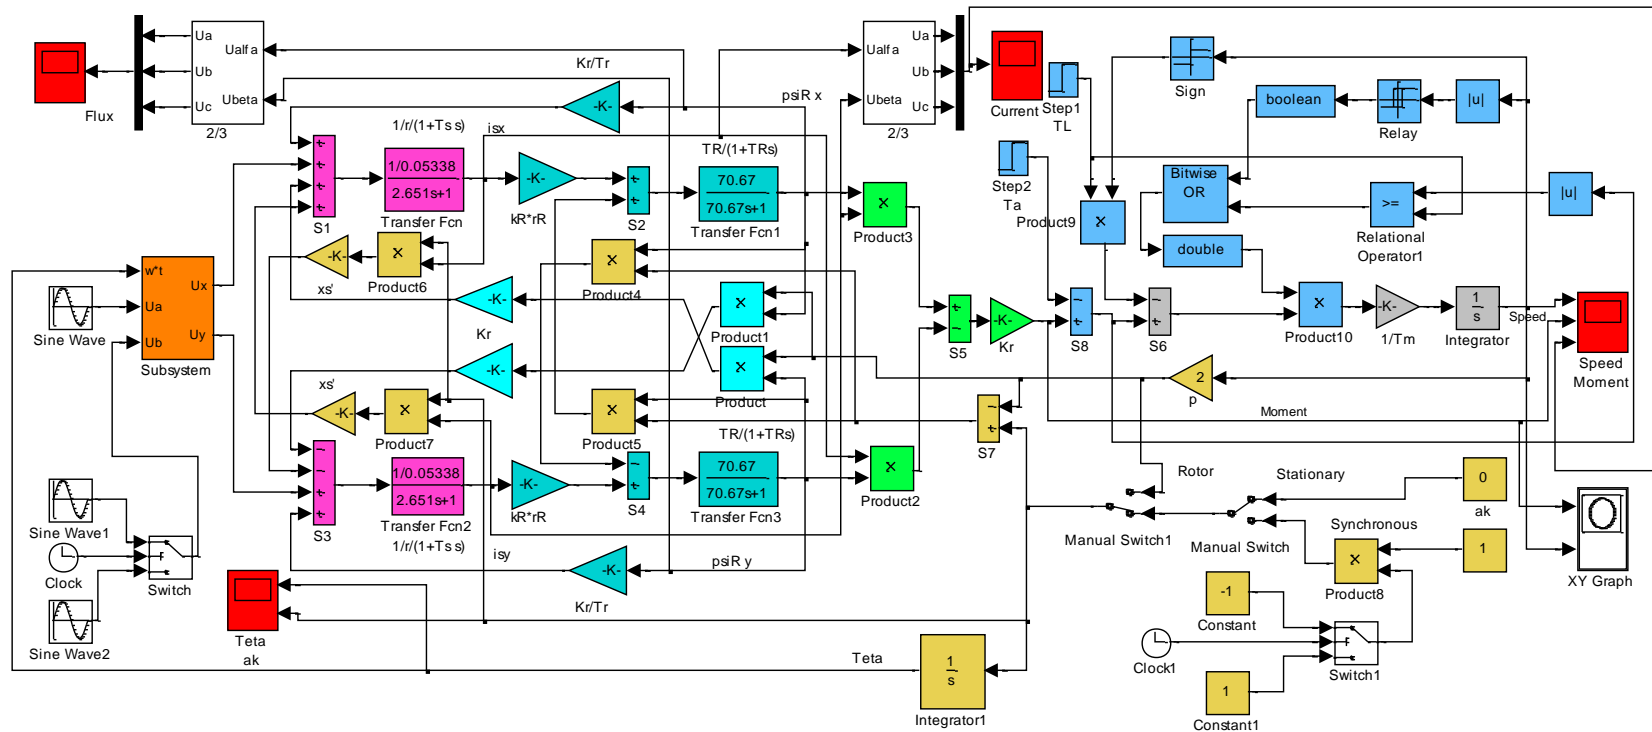 Flux
Ua
Ub
Uc
Ualfa
Ubeta
2/3
Kr/Tr
-K-
psiR x
Ualfa
Ubeta
Ua
Ub
Uc
2/3
Current
Step1
TL
Sign
boolean
Relay
|u|
1/r/(1+Ts s)
isx
1/0.05338
2.651s+1
Transfer Fcn
S1
-K-
kR*rR
S2
TR/(1+TRs)
70.67
70.67s+1
Transfer Fcn1
Product3
Step2
Ta
Product9
Bitwise
OR
>=
Relational
Operator1
|u|
double
w*t
Ua
Ub
Ux
Uy
Subsystem
Sine Wave
-K-
xs'
Product6
Product4
-K-
Kr
Product1
S5
-K-
Kr
S8
S6
Product10
-K-
1/Tm
1
s
Integrator
Speed
Speed
Moment
-K-
xs'
-K-
Product7
Product
Product5
2
p
Moment
S7
S3
1/0.05338
2.651s+1
Transfer Fcn2
1/r/(1+Ts s)
isy
-K-
kR*rR
S4
TR/(1+TRs)
70.67
70.67s+1
Transfer Fcn3
Product2
Rotor
Stationary
0
ak
Manual Switch1
Manual Switch
Synchronous
1
Product8
XY Graph
Sine Wave1
Clock
Switch
Sine Wave2
-K-
Kr/Tr
psiR y
Teta
ak
Teta
1
s
Integrator1
-1
Constant
Clock1
Switch1
1
Constant1